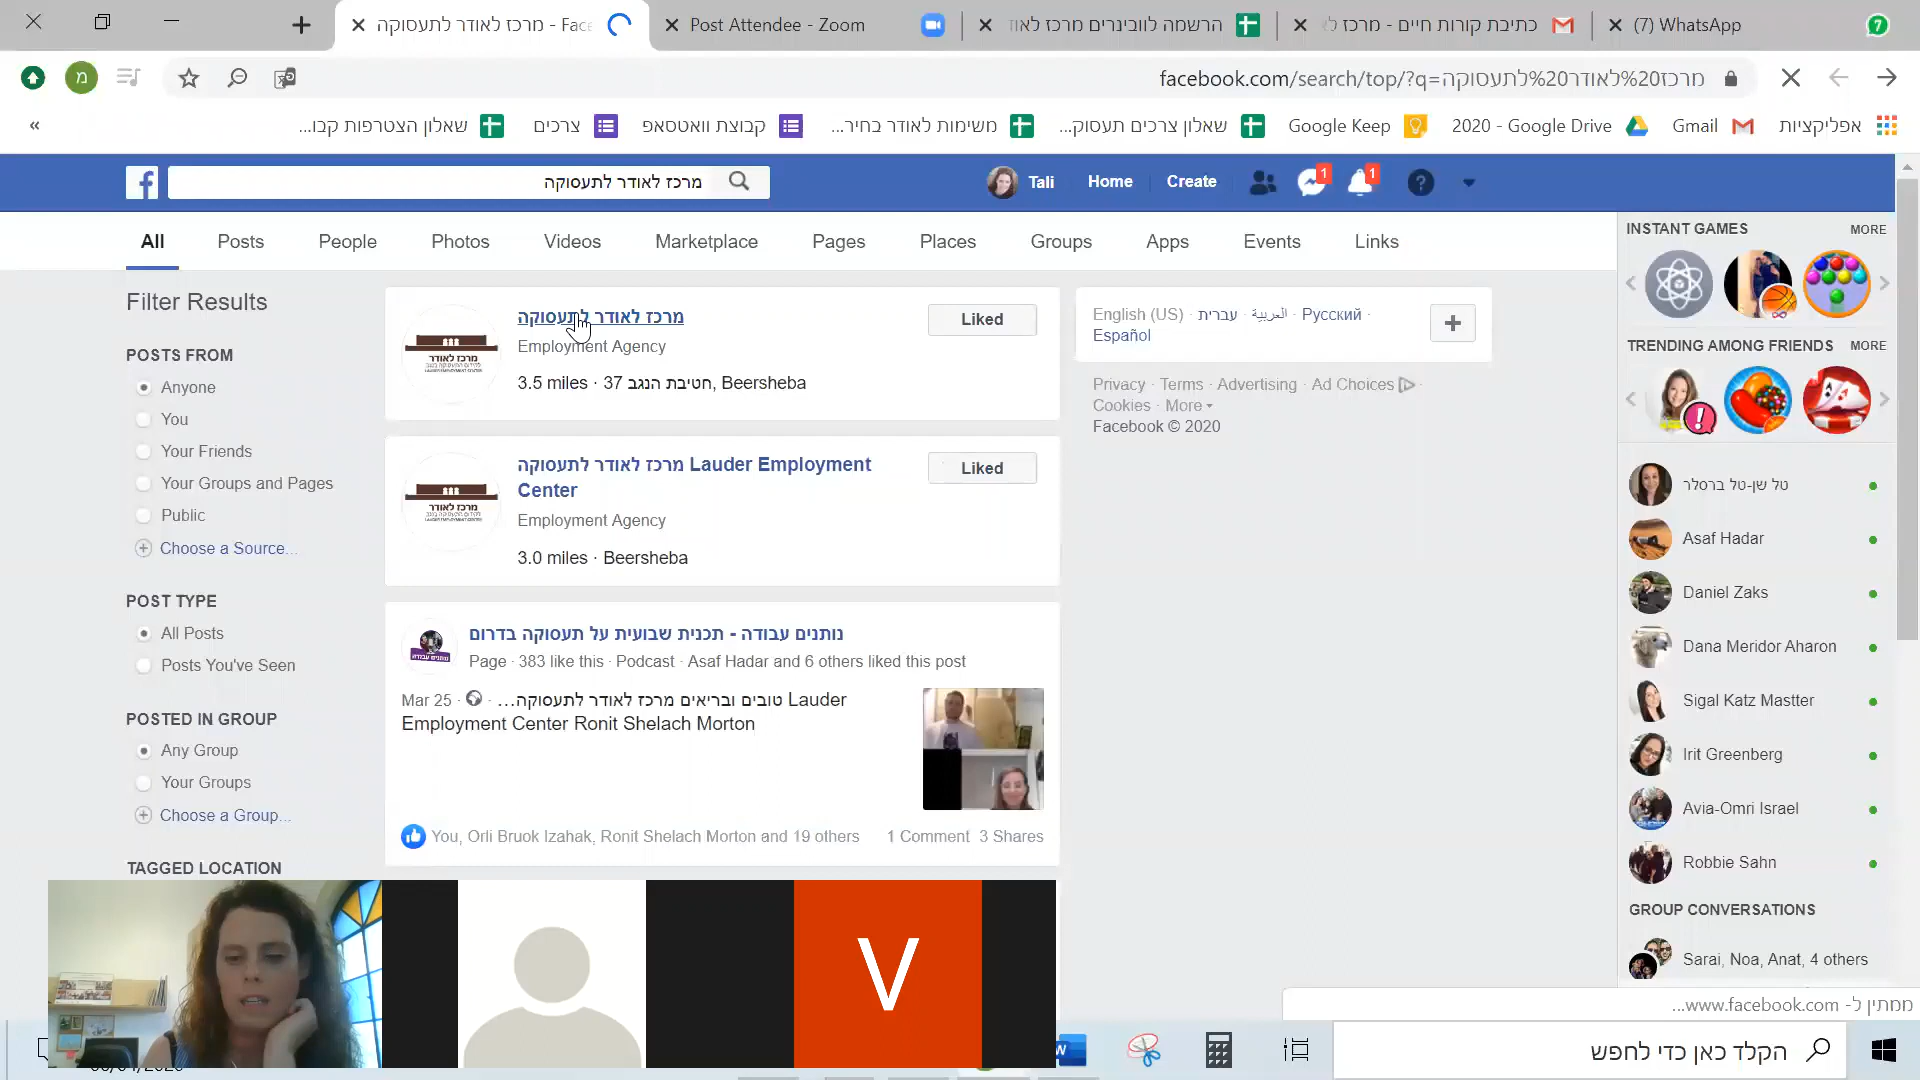 מרכז לאודר לתעסוקה - Face
Post Attendee - Zoom
הרשמה לוובינרים מרכז לאוד
כתיבת קורות חיים - מרכז ל
(7) WhatsApp
facebook.com/search/top/?q=מרכז%20לאודר%20לתעסוקה
אפליקציות
Gmail
2020 - Google Drive
Google Keep
שאלון צרכים תעסוק...
משימות לאודר בחיר...
קבוצת וואטסאפ
צרכים
שאלון הצטרפות קבו...
מרכז לאודר לתעסוקה
Tali
Home
Create
1
1
All
Posts
People
Photos
Videos
Marketplace
Pages
Places
Groups
Apps
Events
Links
Filter Results
POSTS FROM
Anyone
You
Your Friends
Your Groups and Pages
Public
Choose a Source...
POST TYPE
All Posts
Posts You've Seen
POSTED IN GROUP
Any Group
Your Groups
Choose a Group...
TAGGED LOCATION
מרכז לאודר לתעסוקה
Employment Agency
3.5 miles · 37 חטיבת הנגב, Beersheba
Liked
מרכז לאודר
מרכז לאודר לתעסוקה Lauder Employment
Center
Employment Agency
3.0 miles · Beersheba
Liked
מרכז לאודר
נותנים עבודה - תכנית שבועית על תעסוקה בדרום
Page · 383 like this · Podcast · Asaf Hadar and 6 others liked this post
Mar 25 · טובים ובריאים מרכז לאודר לתעסוקה... Lauder
Employment Center Ronit Shelach Morton
You, Orli Bruok Izahak, Ronit Shelach Morton and 19 others
1 Comment 3 Shares
English (US) · עברית · العربية · Русский ·
Español
Privacy · Terms · Advertising · Ad Choices ·
Cookies · More
Facebook © 2020
INSTANT GAMES
MORE
TRENDING AMONG FRIENDS
MORE
טל שן-טל ברסלר
Asaf Hadar
Daniel Zaks
Dana Meridor Aharon
Sigal Katz Mastter
Irit Greenberg
Avia-Omri Israel
Robbie Sahn
GROUP CONVERSATIONS
Sarai, Noa, Anat, 4 others
ממתין ל- www.facebook.com...
V
הקלד כאן כדי לחפש